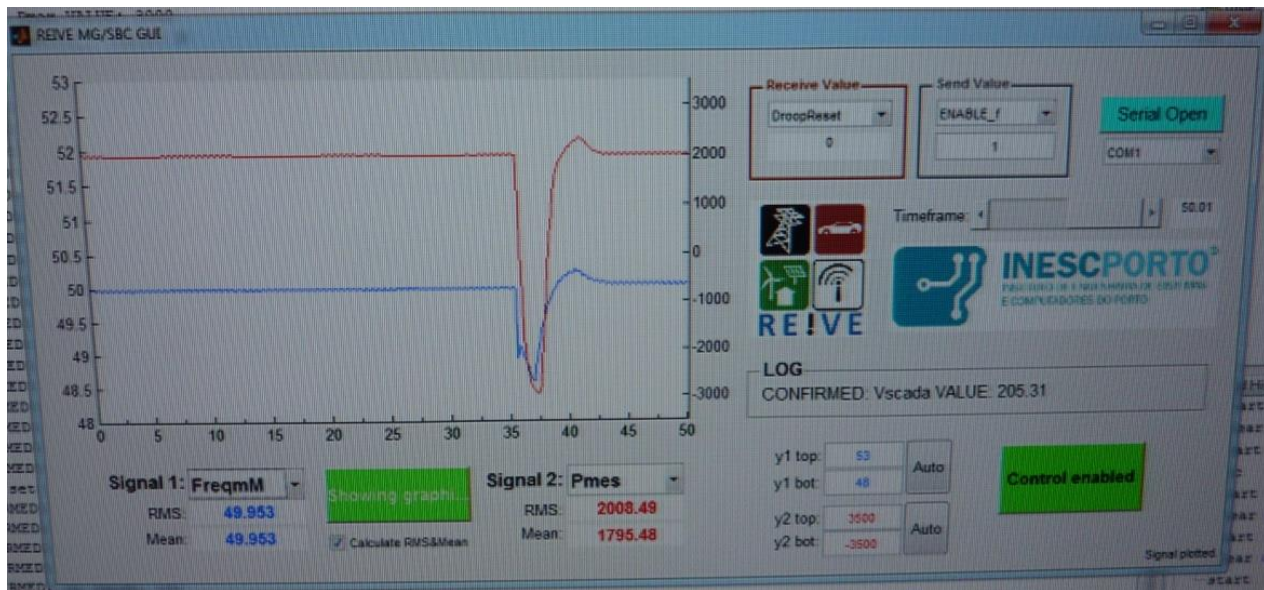 REIVE MG/SBC GUI
53
52.5
52
51.5
51
50.5
50
49.5
49
48.5
48
3000
2000
1000
0
-1000
-2000
-3000
0 5 10 15 20 25 30 35 40 45 50
Receive Value
DroopReset
0
Send Value
ENABLE_f
1
Serial Open
COM1
Timeframe: 50.01
RE!VE
INESCPORTO
E COMPUTADORES DO PORTO
LOG
CONFIRMED: Vscada VALUE: 205.31
Signal 1: FreqmM
RMS: 49.953
Mean: 49.953
Showing graphi...
Calculate RMS&Mean
Signal 2: Pmes
RMS: 2008.49
Mean: 1795.48
y1 top: 53
y1 bot: 48
Auto
y2 top: 3500
y2 bot: -3500
Auto
Control enabled
Signal plotted